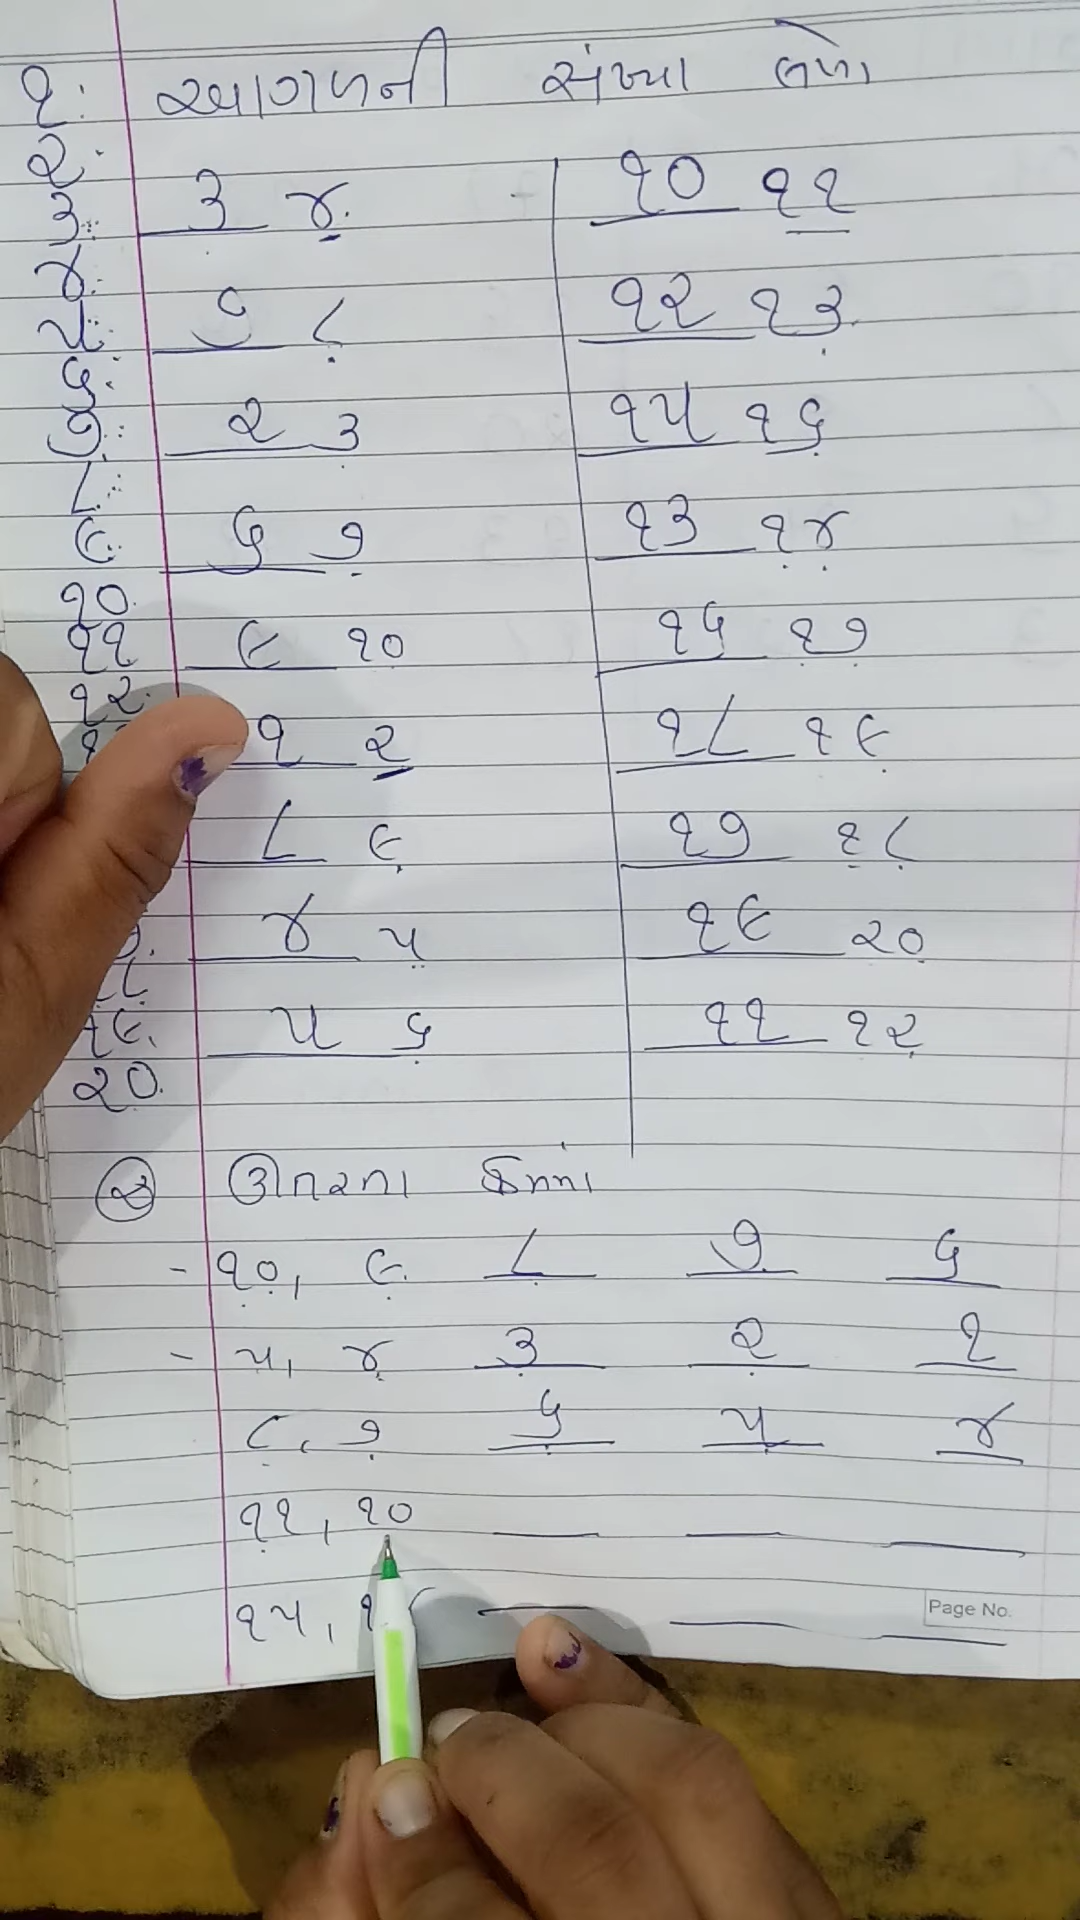 આગળની સંખ્યા લખો
૧. ૨. ૩. ૪. ૫. ૬. ૭. ૮. ૯. ૧૦. ૧૧ ૧૨.
૮
૧૯.
૨૦.
૩ ૪. ૧૦ ૧૧
૭ ૮ ૧૨ ૧૩
૨ ૩ ૧૫ ૧૬
૬ ૭ ૧૩ ૧૪
૯ ૧૦ ૧૬ ૧૭
૧ ૨ ૧૮ ૧૯
૮ ૯ ૧૭ ૧૮
૪ ૫ ૧૯ ૨૦
૫ ૬ ૧૧ ૧૨
૨ ઊતરતા ક્રમમાં
- ૧૦, ૯ ૮ ૭ ૬
- ૫, ૪ ૩ ૨ ૧
૮, ૭ ૬ ૫ ૪
૧૧, ૧૦
૧૫,
Page No.